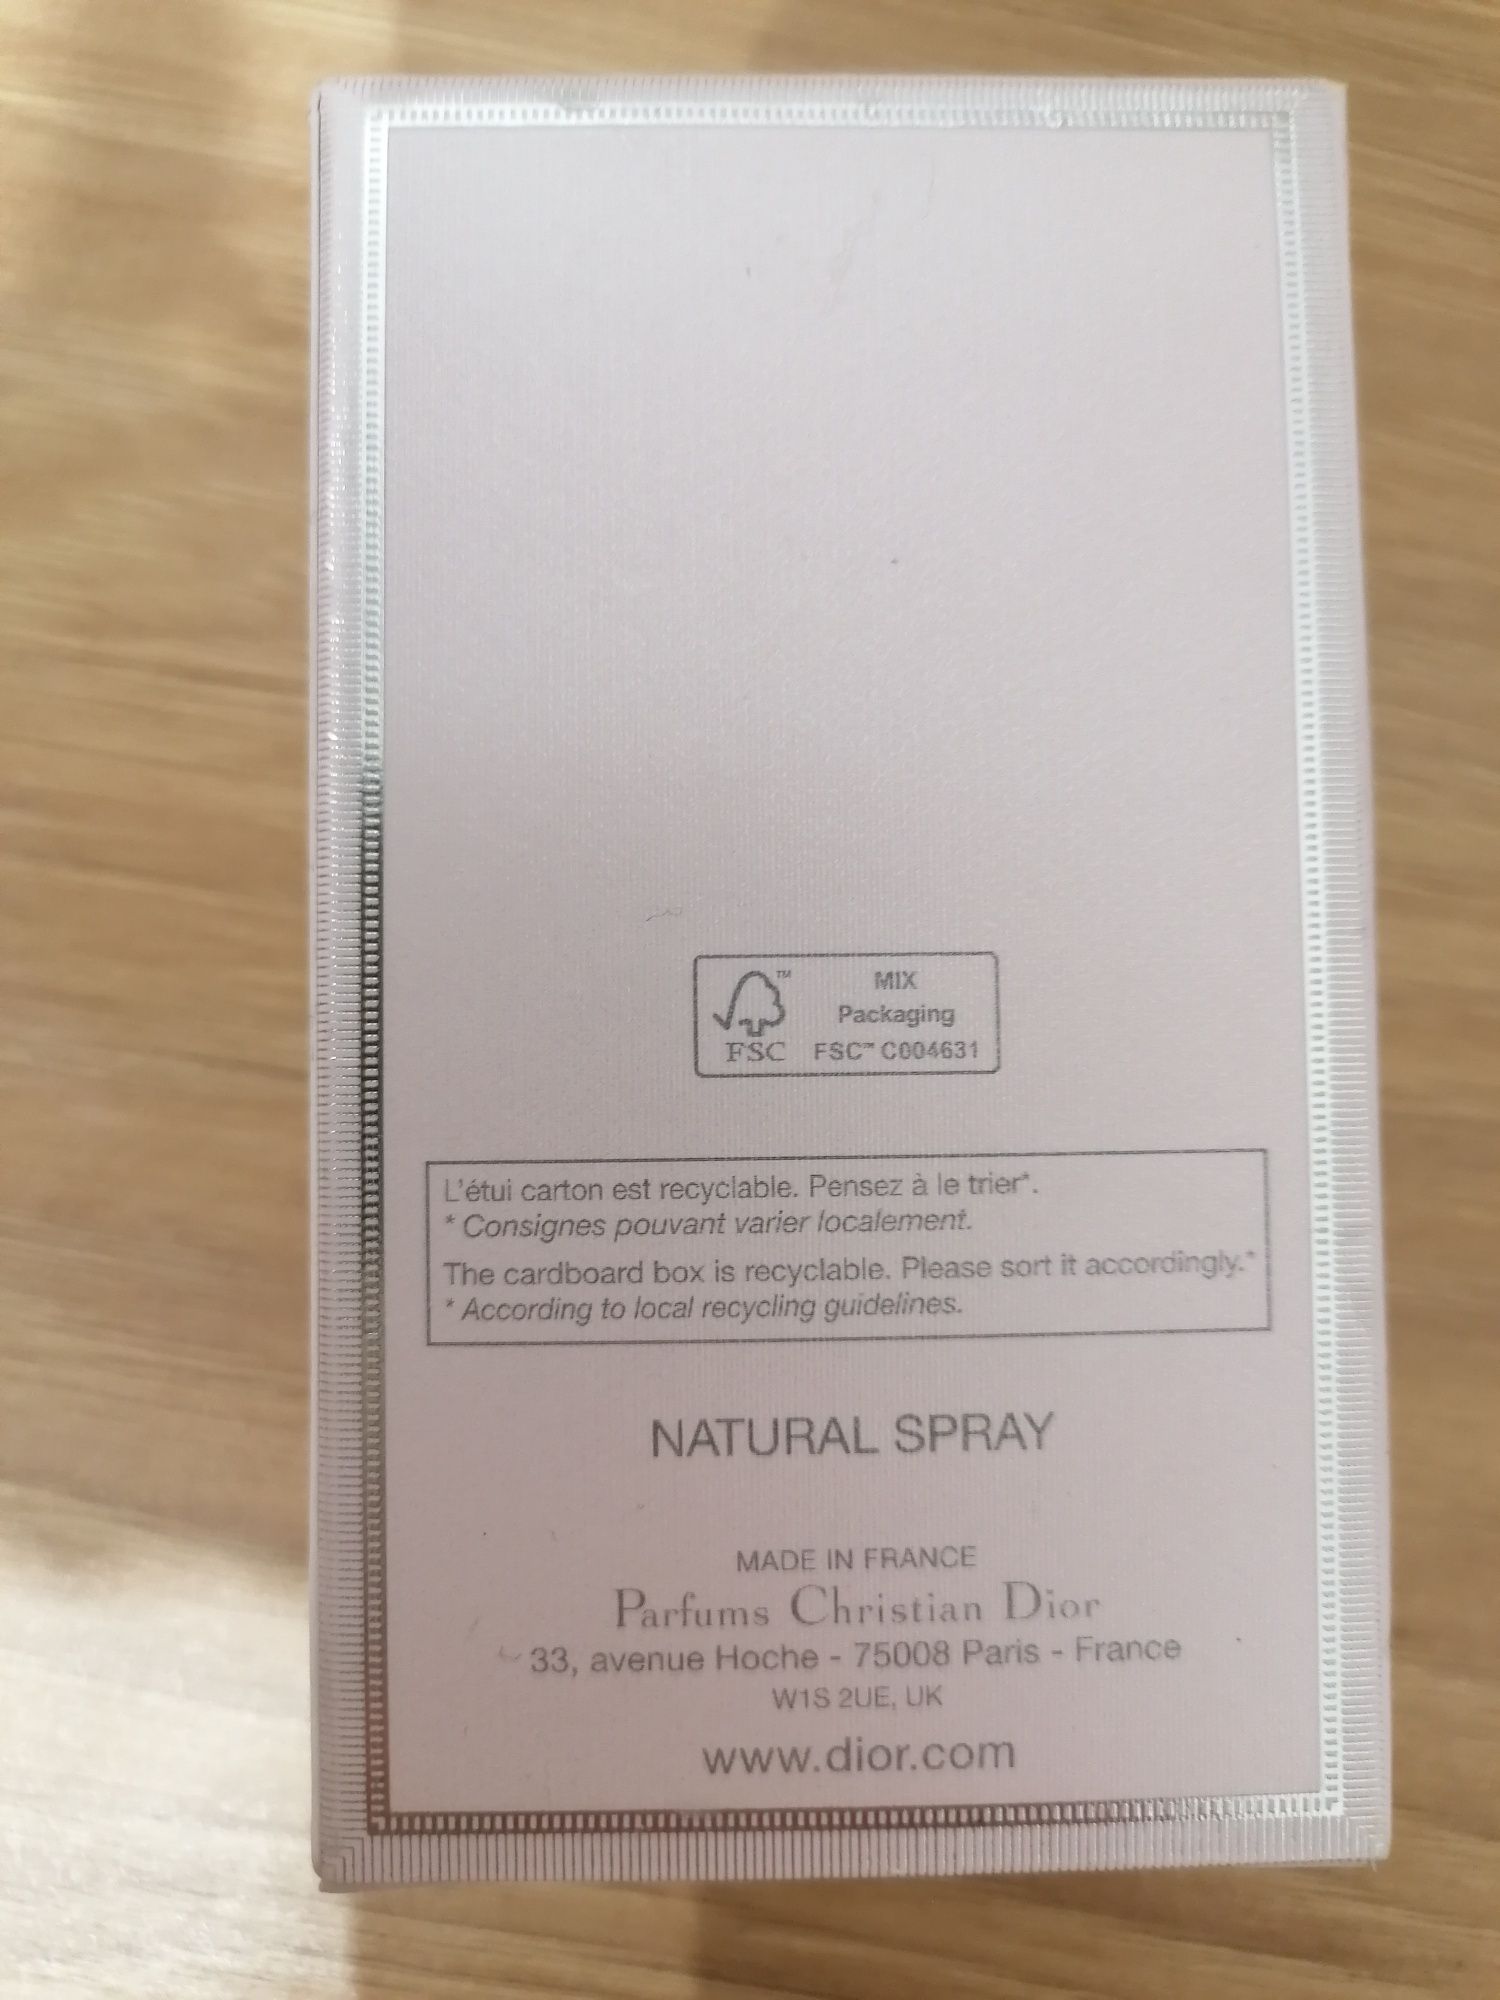 MIX
Packaging
FSC™ FSC™ C004631
L'étui carton est recyclable. Pensez à le trier*.
* Consignes pouvant varier localement.
The cardboard box is recyclable. Please sort it accordingly.*
* According to local recycling guidelines.
NATURAL SPRAY
MADE IN FRANCE
Parfums Christian Dior
33, avenue Hoche - 75008 Paris - France
W1S 2UE, UK
www.dior.com